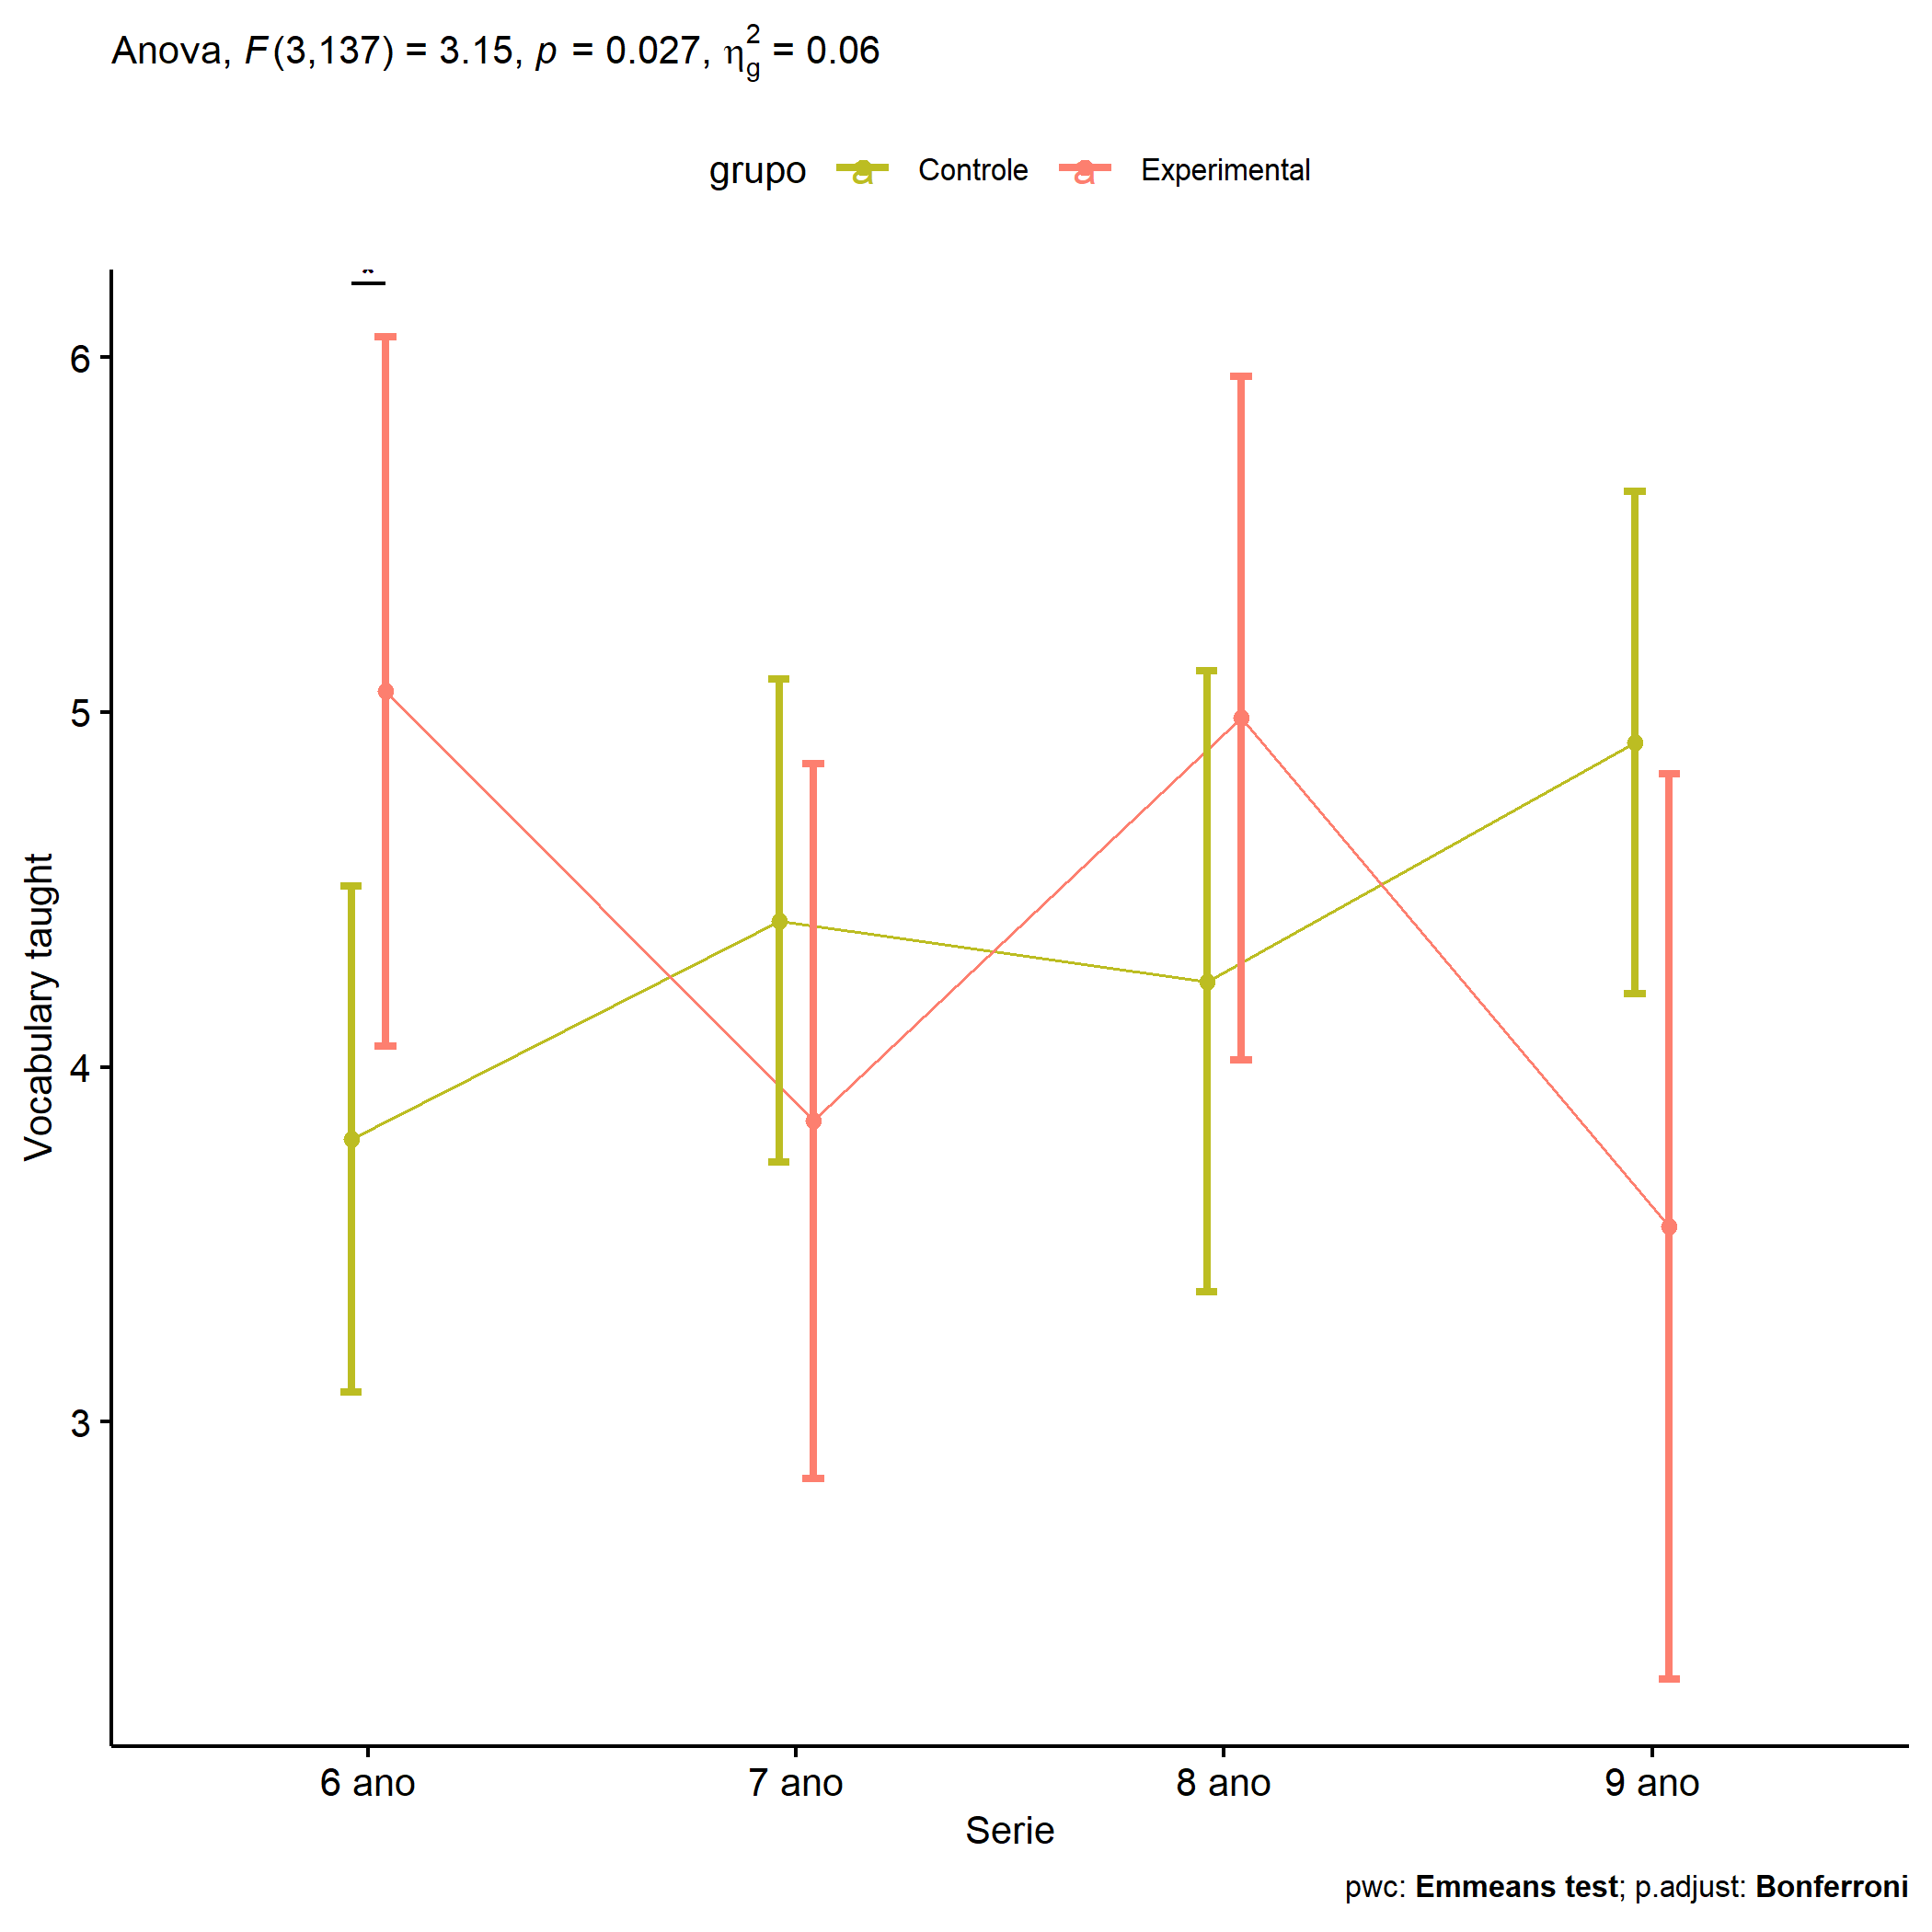 Anova, F(3,137) = 3.15, p = 0.027, η²g = 0.06
grupo a Controle a Experimental
*
6
5
4
3
Vocabulary taught
6 ano 7 ano 8 ano 9 ano
Serie
pwc: Emmeans test; p.adjust: Bonferroni